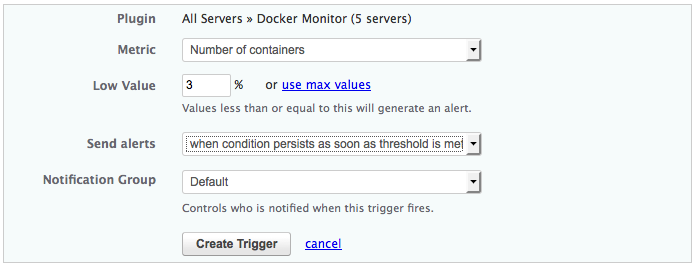 Plugin All Servers » Docker Monitor (5 servers)
Metric Number of containers
Low Value 3 % or use max values
Values less than or equal to this will generate an alert.
Send alerts when condition persists as soon as threshold is met
Notification Group Default
Controls who is notified when this trigger fires.
Create Trigger cancel